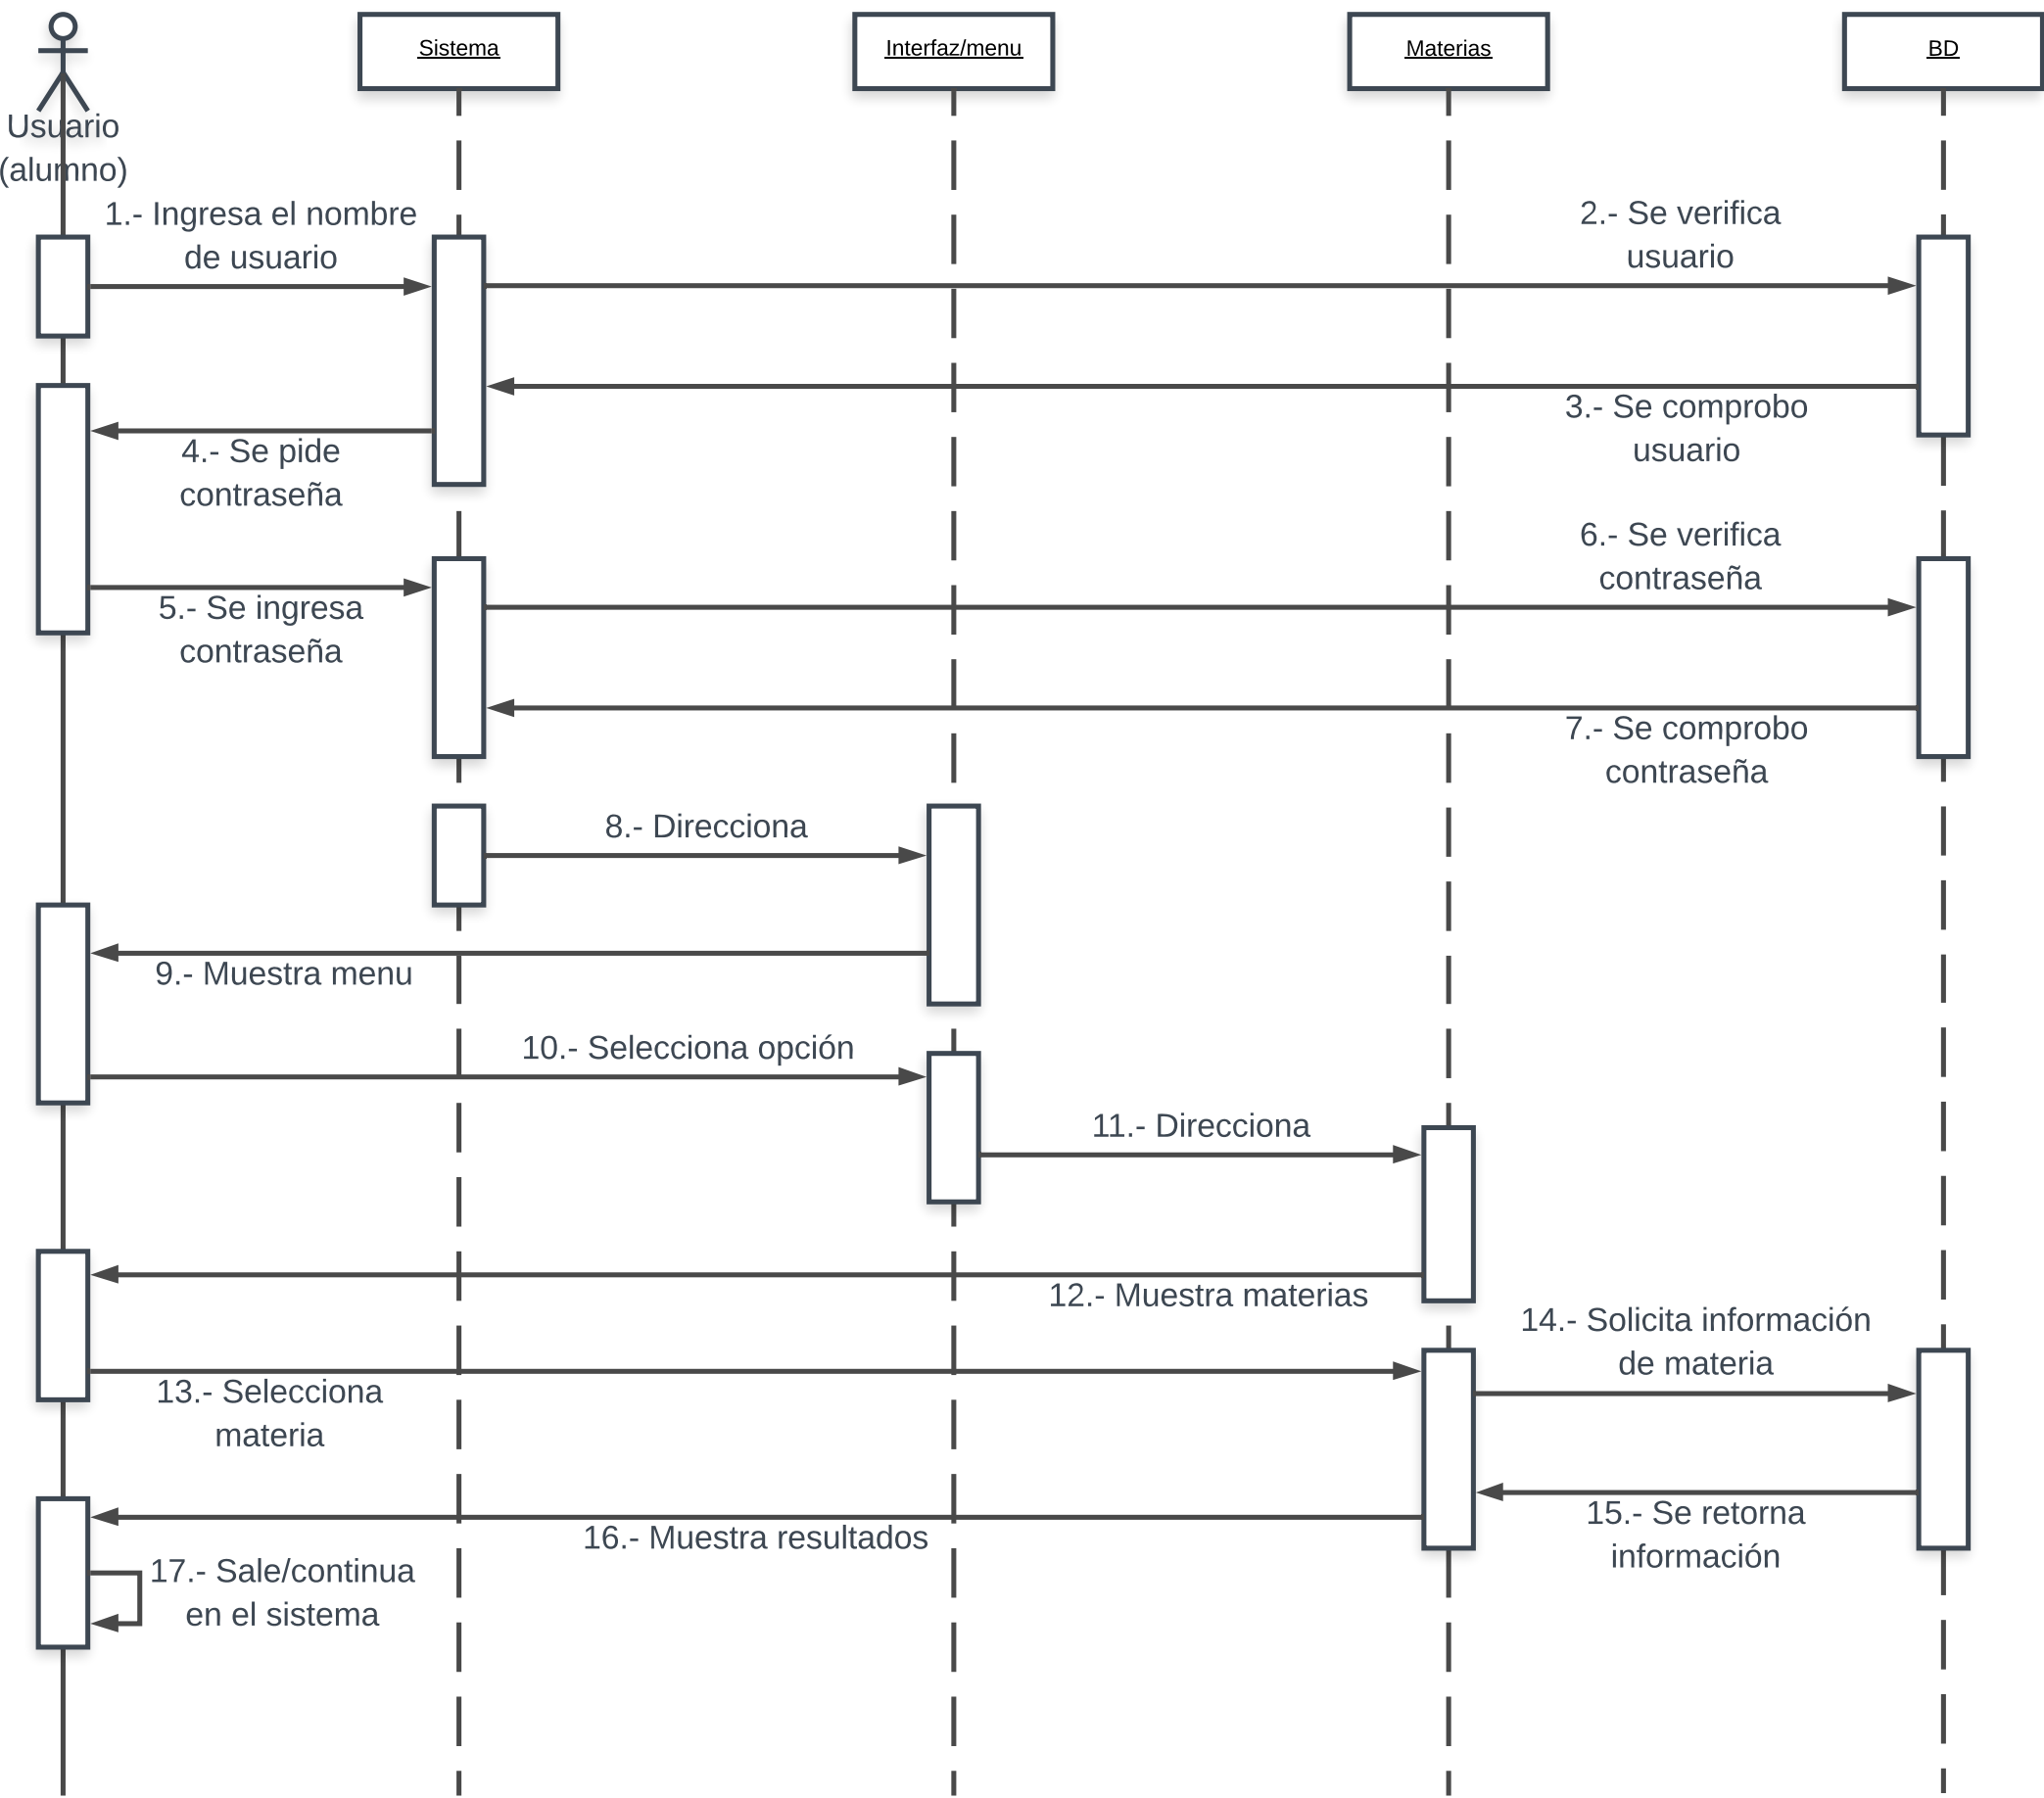 Sistema
Interfaz/menu
Materias
BD
Usuario
(alumno)
1.- Ingresa el nombre
de usuario
2.- Se verifica
usuario
3.- Se comprobo
usuario
4.- Se pide
contraseña
5.- Se ingresa
contraseña
6.- Se verifica
contraseña
7.- Se comprobo
contraseña
8.- Direcciona
9.- Muestra menu
10.- Selecciona opción
11.- Direcciona
12.- Muestra materias
13.- Selecciona
materia
14.- Solicita información
de materia
15.- Se retorna
información
16.- Muestra resultados
17.- Sale/continua
en el sistema